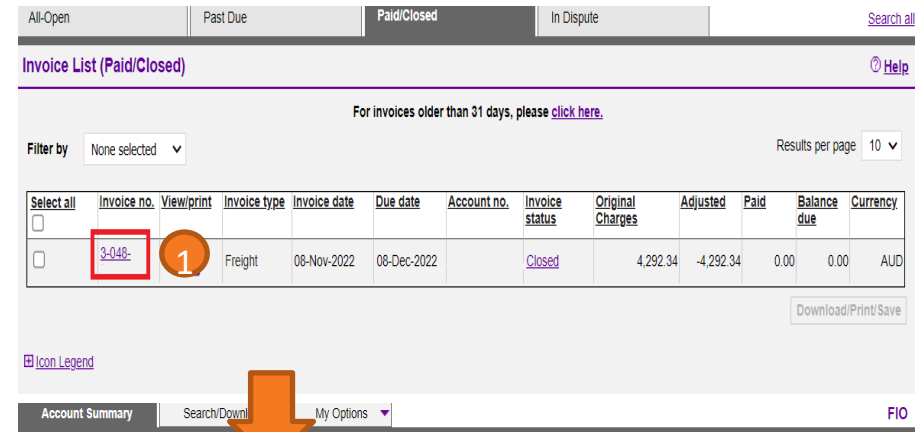 All-Open Past Due Paid/Closed In Dispute Search all
Invoice List (Paid/Closed) ? Help
For invoices older than 31 days, please click here.
Filter by None selected Results per page 10
Select all Invoice no. View/print Invoice type Invoice date Due date Account no. Invoice status Original Charges Adjusted Paid Balance due Currency
3-048- 1 Freight 08-Nov-2022 08-Dec-2022 Closed 4,292.34 -4,292.34 0.00 0.00 AUD
Download/Print/Save
Icon Legend
Account Summary My Options FIO